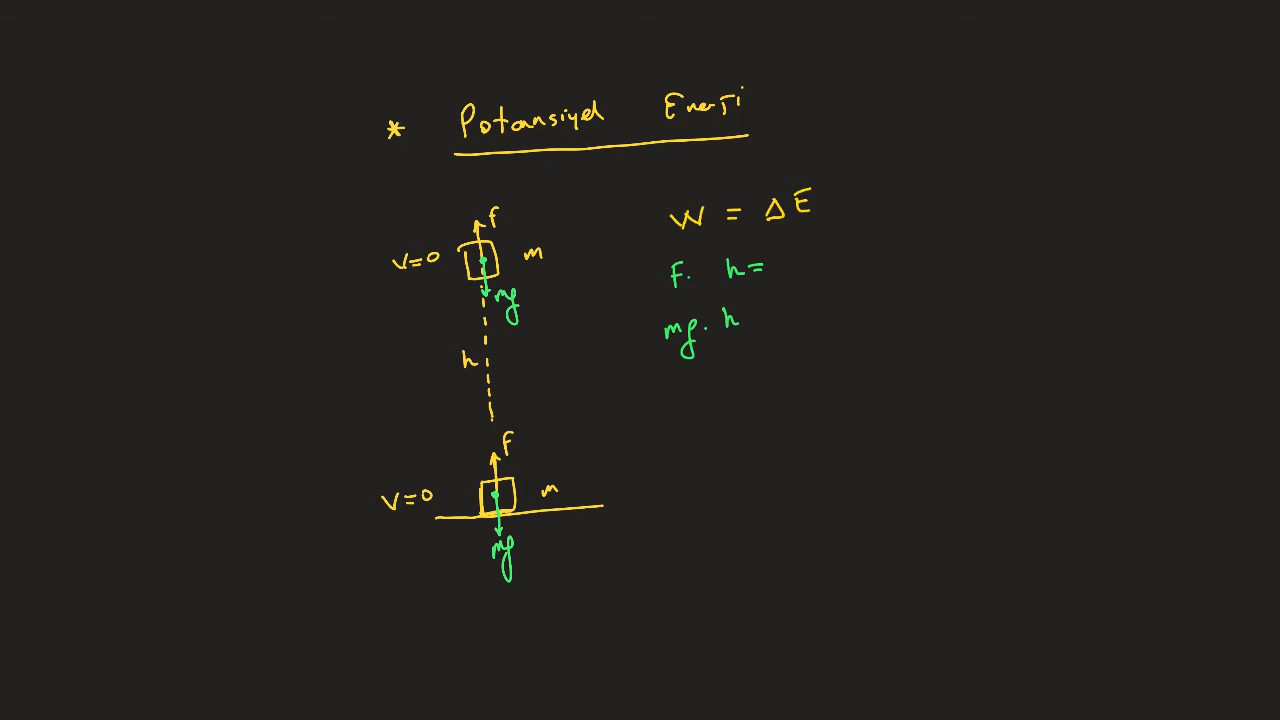 * Potansiyel Enerji
F
V=0
m
mg
h
F
V=0
m
mg
W = ΔE
F. h=
mg. h